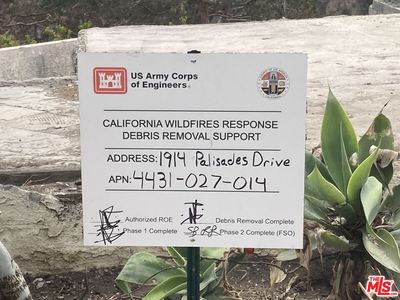 US Army Corps
of Engineers®
CALIFORNIA WILDFIRES RESPONSE
DEBRIS REMOVAL SUPPORT
ADDRESS: 1914 Palisades Drive
APN: 4431-027-014
Authorized ROE
Debris Removal Complete
Phase 1 Complete
Phase 2 Complete (FSO)
MLS